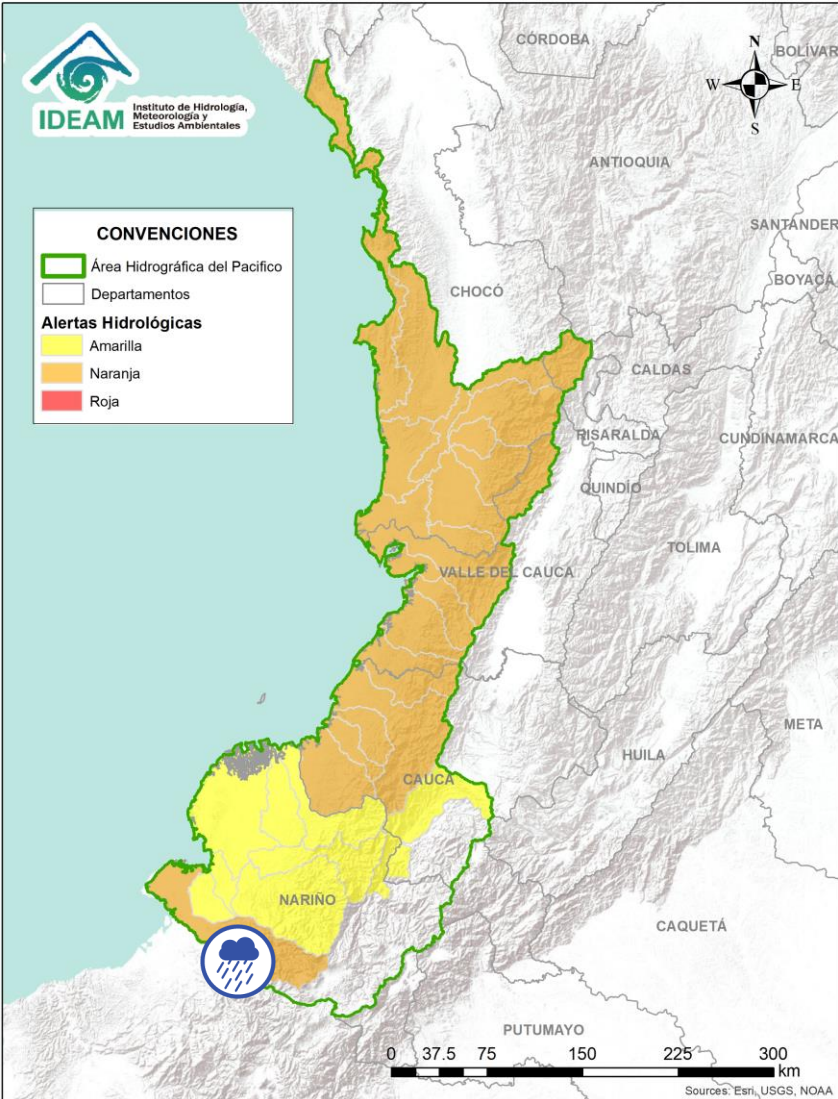 IDEAM
Instituto de Hidrología,
Meteorología y
Estudios Ambientales
CÓRDOBA
BOLÍVAR
N
W
E
S
ANTIOQUIA
SANTANDER
BOYACÁ
CONVENCIONES
Área Hidrográfica del Pacifico
Departamentos
Alertas Hidrológicas
Amarilla
Naranja
Roja
CHOCÓ
CALDAS
RISARALDA
CUNDINAMARCA
QUINDÍO
TOLIMA
VALLE DEL CAUCA
META
HUILA
CAUCA
NARIÑO
CAQUETÁ
PUTUMAYO
0 37.5 75 150 225 300
km
Sources: Esri, USGS, NOAA